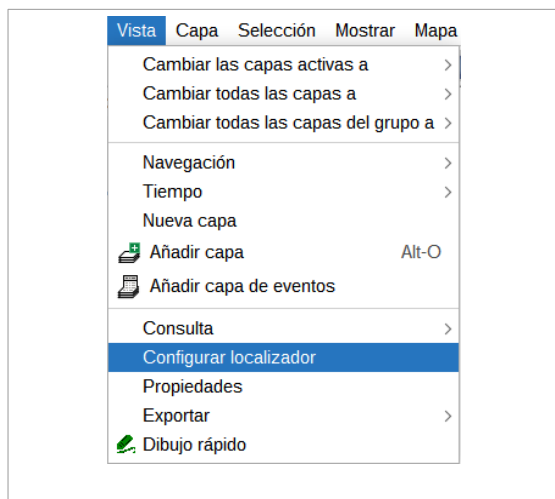 Vista Capa Selección Mostrar Mapa
Cambiar las capas activas a
Cambiar todas las capas a
Cambiar todas las capas del grupo a
Navegación
Tiempo
Nueva capa
Añadir capa Alt-O
Añadir capa de eventos
Consulta
Configurar localizador
Propiedades
Exportar
Dibujo rápido